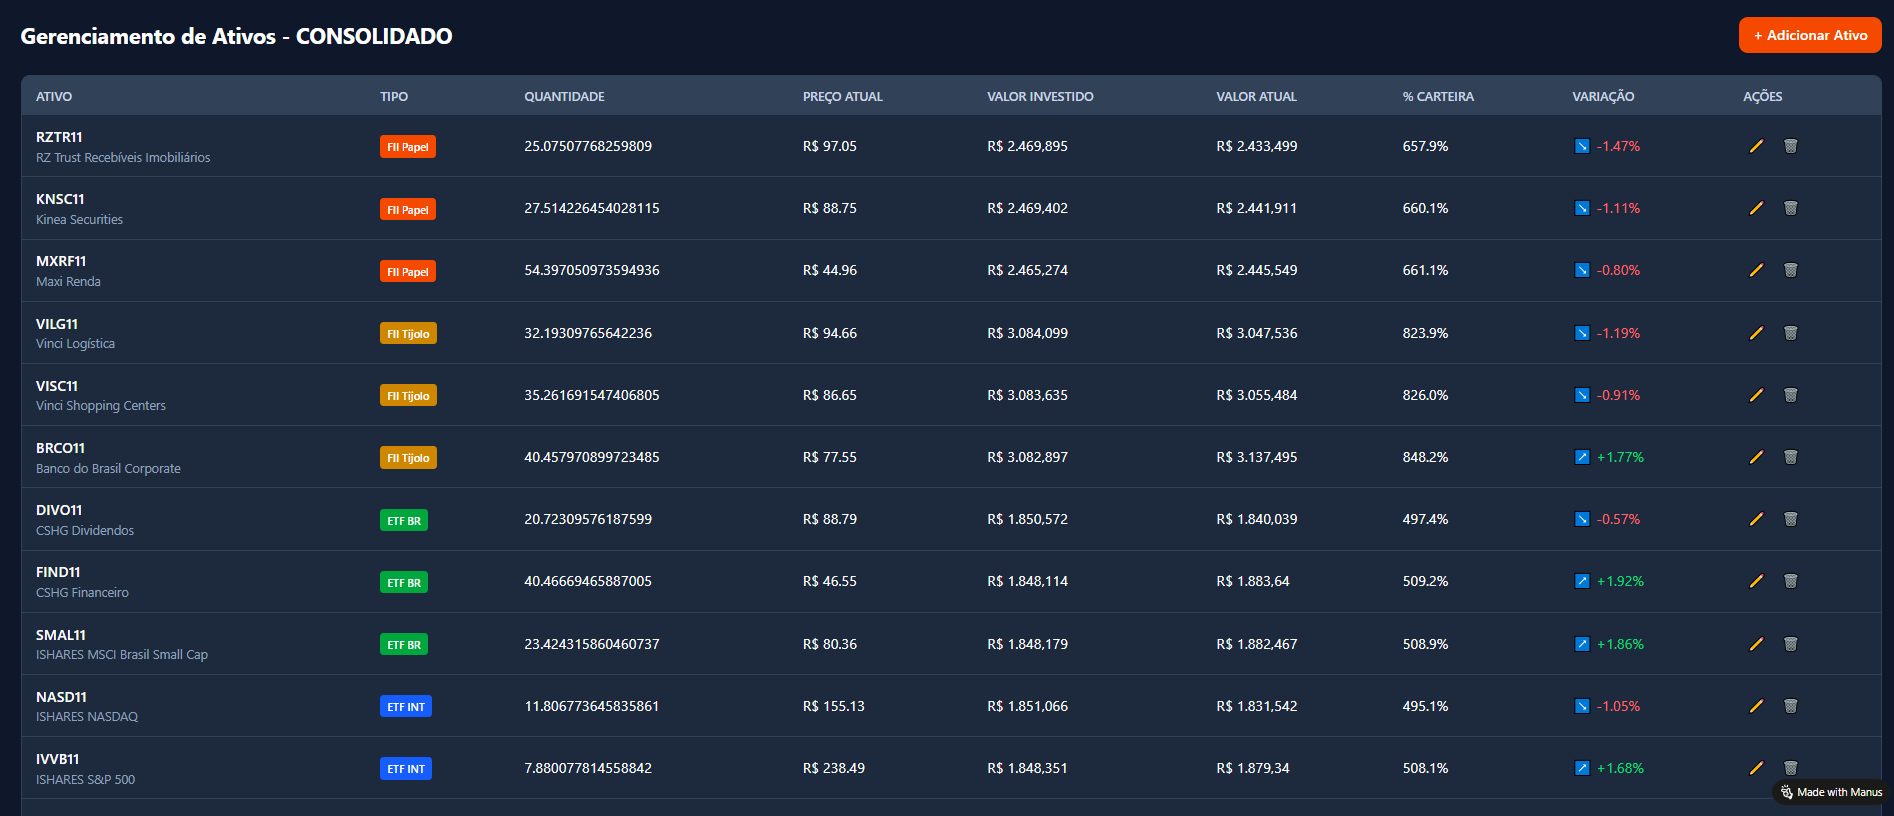 Gerenciamento de Ativos - CONSOLIDADO
+ Adicionar Ativo
ATIVO TIPO QUANTIDADE PREÇO ATUAL VALOR INVESTIDO VALOR ATUAL % CARTEIRA VARIAÇÃO AÇÕES
RZTR11
RZ Trust Recebíveis Imobiliários
FII Papel 25.07507768259809 R$ 97.05 R$ 2.469,895 R$ 2.433,499 657.9% -1.47%
KNSC11
Kinea Securities
FII Papel 27.514226454028115 R$ 88.75 R$ 2.469,402 R$ 2.441,911 660.1% -1.11%
MXRF11
Maxi Renda
FII Papel 54.397050973594936 R$ 44.96 R$ 2.465,274 R$ 2.445,549 661.1% -0.80%
VILG11
Vinci Logística
FII Tijolo 32.19309765642236 R$ 94.66 R$ 3.084,099 R$ 3.047,536 823.9% -1.19%
VISC11
Vinci Shopping Centers
FII Tijolo 35.261691547406805 R$ 86.65 R$ 3.083,635 R$ 3.055,484 826.0% -0.91%
BRCO11
Banco do Brasil Corporate
FII Tijolo 40.457970899723485 R$ 77.55 R$ 3.082,897 R$ 3.137,495 848.2% +1.77%
DIVO11
CSHG Dividendos
ETF BR 20.72309576187599 R$ 88.79 R$ 1.850,572 R$ 1.840,039 497.4% -0.57%
FIND11
CSHG Financeiro
ETF BR 40.46669465887005 R$ 46.55 R$ 1.848,114 R$ 1.883,64 509.2% +1.92%
SMAL11
ISHARES MSCI Brasil Small Cap
ETF BR 23.424315860460737 R$ 80.36 R$ 1.848,179 R$ 1.882,467 508.9% +1.86%
NASD11
ISHARES NASDAQ
ETF INT 11.806773645835861 R$ 155.13 R$ 1.851,066 R$ 1.831,542 495.1% -1.05%
IVVB11
ISHARES S&P 500
ETF INT 7.880077814558842 R$ 238.49 R$ 1.848,351 R$ 1.879,34 508.1% +1.68%
Made with Manus